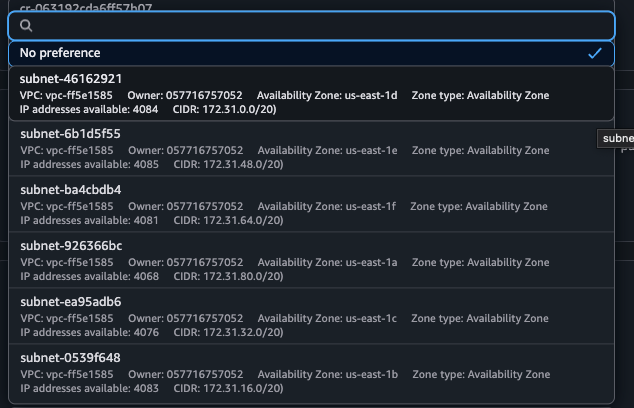 cr-063192cda6ff57b07
No preference
subnet-46162921
VPC: vpc-ff5e1585 Owner: 057716757052 Availability Zone: us-east-1d Zone type: Availability Zone
IP addresses available: 4084 CIDR: 172.31.0.0/20)
subnet-6b1d5f55
VPC: vpc-ff5e1585 Owner: 057716757052 Availability Zone: us-east-1e Zone type: Availability Zone
subne
IP addresses available: 4085 CIDR: 172.31.48.0/20)
subnet-ba4cbdb4
VPC: vpc-ff5e1585 Owner: 057716757052 Availability Zone: us-east-1f Zone type: Availability Zone
IP addresses available: 4081 CIDR: 172.31.64.0/20)
subnet-926366bc
VPC: vpc-ff5e1585 Owner: 057716757052 Availability Zone: us-east-1a Zone type: Availability Zone
IP addresses available: 4068 CIDR: 172.31.80.0/20)
subnet-ea95adb6
VPC: vpc-ff5e1585 Owner: 057716757052 Availability Zone: us-east-1c Zone type: Availability Zone
IP addresses available: 4076 CIDR: 172.31.32.0/20)
subnet-0539f648
VPC: vpc-ff5e1585 Owner: 057716757052 Availability Zone: us-east-1b Zone type: Availability Zone
IP addresses available: 4083 CIDR: 172.31.16.0/20)